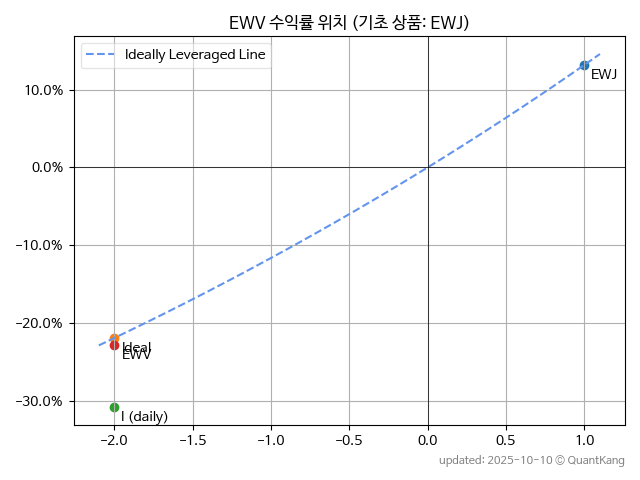 EWV 수익률 위치 (기초 상품: EWJ)
Ideally Leveraged Line
10.0%
0.0%
−10.0%
−20.0%
−30.0%
EWJ
Ideal
EWV
I (daily)
−2.0 −1.5 −1.0 −0.5 0.0 0.5 1.0
updated: 2025-10-10 © QuantKang